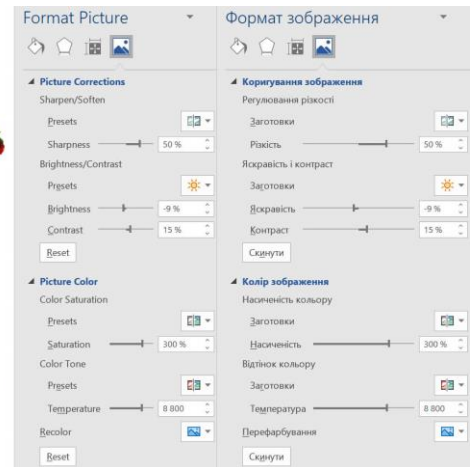 Format Picture
Picture Corrections
Sharpen/Soften
Presets
Sharpness 50 %
Brightness/Contrast
Presets
Brightness -9 %
Contrast 15 %
Reset
Picture Color
Color Saturation
Presets
Saturation 300 %
Color Tone
Presets
Temperature 8 800
Recolor
Reset
Формат зображення
Коригування зображення
Регулювання різкості
Заготовки
Різкість 50 %
Яскравість і контраст
Заготовки
Яскравість -9 %
Контраст 15 %
Скинути
Колір зображення
Насиченість кольору
Заготовки
Насиченість 300 %
Відтінок кольору
Заготовки
Температура 8 800
Перефарбування
Скинути